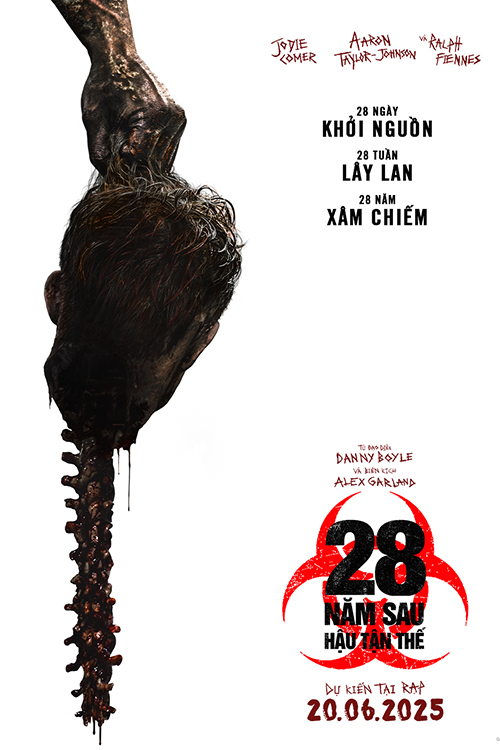 JODIE COMER
AARON TAYLOR-JOHNSON
VÀ RALPH FIENNES
28 NGÀY
KHỞI NGUỒN
28 TUẦN
LÂY LAN
28 NĂM
XÂM CHIẾM
TỪ ĐẠO DIỄN
DANNY BOYLE
VÀ BIÊN KỊCH
ALEX GARLAND
28
NĂM SAU
HẬU TẬN THẾ
DỰ KIẾN TẠI RẠP
20.06.2025